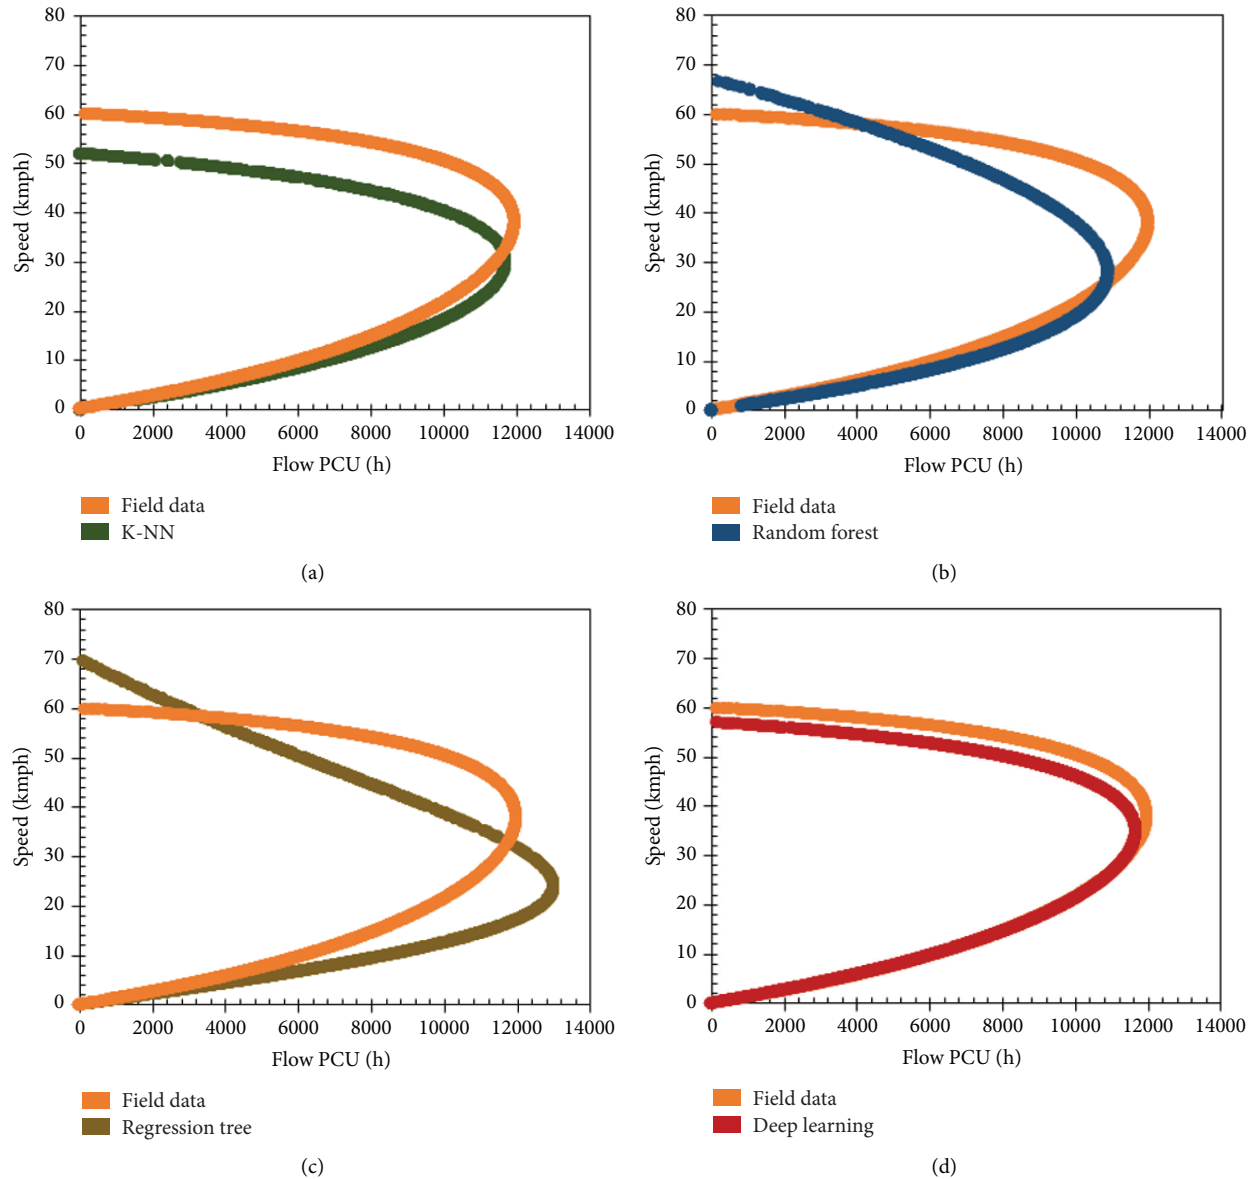 80
70
60
50
40
30
20
10
0
Speed (kmph)
0 2000 4000 6000 8000 10000 12000 14000
Flow PCU (h)
Field data
K-NN
(a)
80
70
60
50
40
30
20
10
0
Speed (kmph)
0 2000 4000 6000 8000 10000 12000 14000
Flow PCU (h)
Field data
Random forest
(b)
80
70
60
50
40
30
20
10
0
Speed (kmph)
0 2000 4000 6000 8000 10000 12000 14000
Flow PCU (h)
Field data
Regression tree
(c)
80
70
60
50
40
30
20
10
0
Speed (kmph)
0 2000 4000 6000 8000 10000 12000 14000
Flow PCU (h)
Field data
Deep learning
(d)